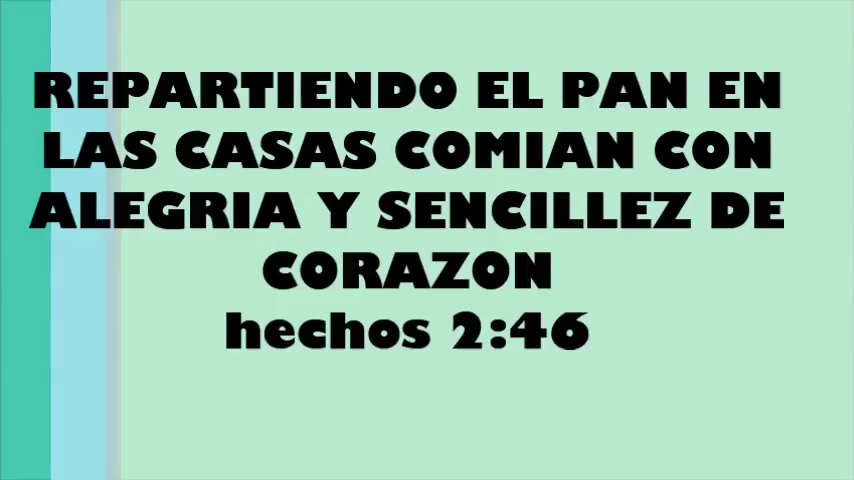 REPARTIENDO EL PAN EN
LAS CASAS COMIAN CON
ALEGRIA Y SENCILLEZ DE
CORAZON
hechos 2:46